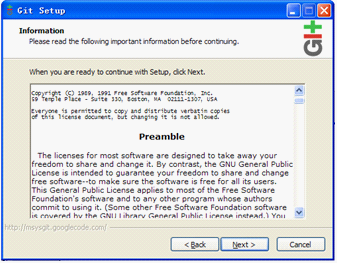 Git Setup
Information
Please read the following important information before continuing.
git
When you are ready to continue with Setup, click Next.
Copyright (C) 1989, 1991 Free Software Foundation, Inc.
59 Temple Place - Suite 330, Boston, MA  02111-1307, USA
Everyone is permitted to copy and distribute verbatim copies
of this license document, but changing it is not allowed.
Preamble
The licenses for most software are designed to take away your
freedom to share and change it. By contrast, the GNU General Public
License is intended to guarantee your freedom to share and change
free software--to make sure the software is free for all its users.
This General Public License applies to most of the Free Software
Foundation's software and to any other program whose authors
commit to using it. (Some other Free Software Foundation software
is covered by the GNU Library General Public License instead.) You
http://msysgit.googlecode.com/
< Back
Next >
Cancel